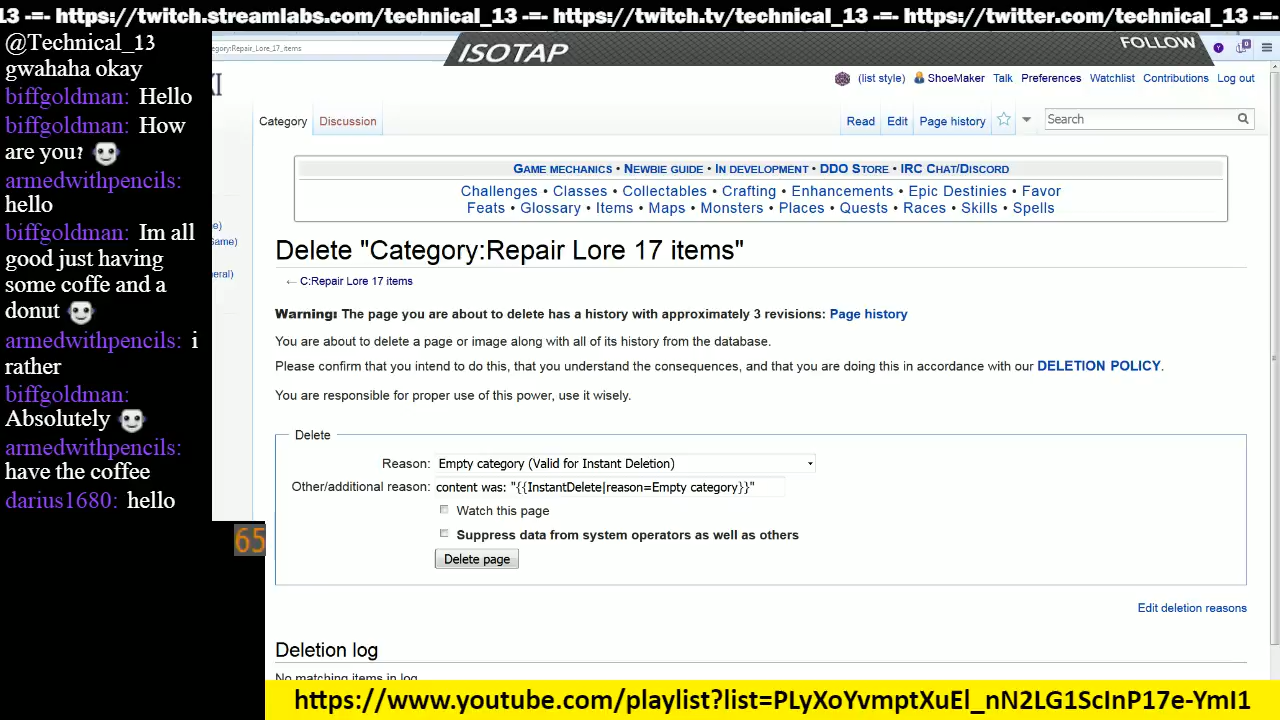 13 -=- https://twitch.streamlabs.com/technical_13 -=- https://twitch.tv/technical_13 -=- https://twitter.com/technical_13 -=-
@Technical_13
gwahaha okay
biffgoldman: Hello
biffgoldman: How
are you?
armedwithpencils:
hello
biffgoldman: Im all
good just having
some coffe and a
donut
armedwithpencils: i
rather
biffgoldman:
Absolutely
armedwithpencils:
have the coffee
darius1680: hello
65
egory:Repair_Lore_17_items
ISOTAP
FOLLOW
(list style) ShoeMaker Talk Preferences Watchlist Contributions Log out
Category Discussion Read Edit Page history Search
GAME MECHANICS • NEWBIE GUIDE • IN DEVELOPMENT • DDO STORE • IRC CHAT/DISCORD
Challenges • Classes • Collectables • Crafting • Enhancements • Epic Destinies • Favor
Feats • Glossary • Items • Maps • Monsters • Places • Quests • Races • Skills • Spells
Delete "Category:Repair Lore 17 items"
← C:Repair Lore 17 items
Warning: The page you are about to delete has a history with approximately 3 revisions: Page history
You are about to delete a page or image along with all of its history from the database.
Please confirm that you intend to do this, that you understand the consequences, and that you are doing this in accordance with our DELETION POLICY.
You are responsible for proper use of this power, use it wisely.
Delete
Reason: Empty category (Valid for Instant Deletion)
Other/additional reason: content was: "{{InstantDelete|reason=Empty category}}"
Watch this page
Suppress data from system operators as well as others
Delete page
Edit deletion reasons
Deletion log
No matching items in log.
https://www.youtube.com/playlist?list=PLyXoYvmptXuEl_nN2LG1ScInP17e-YmI1